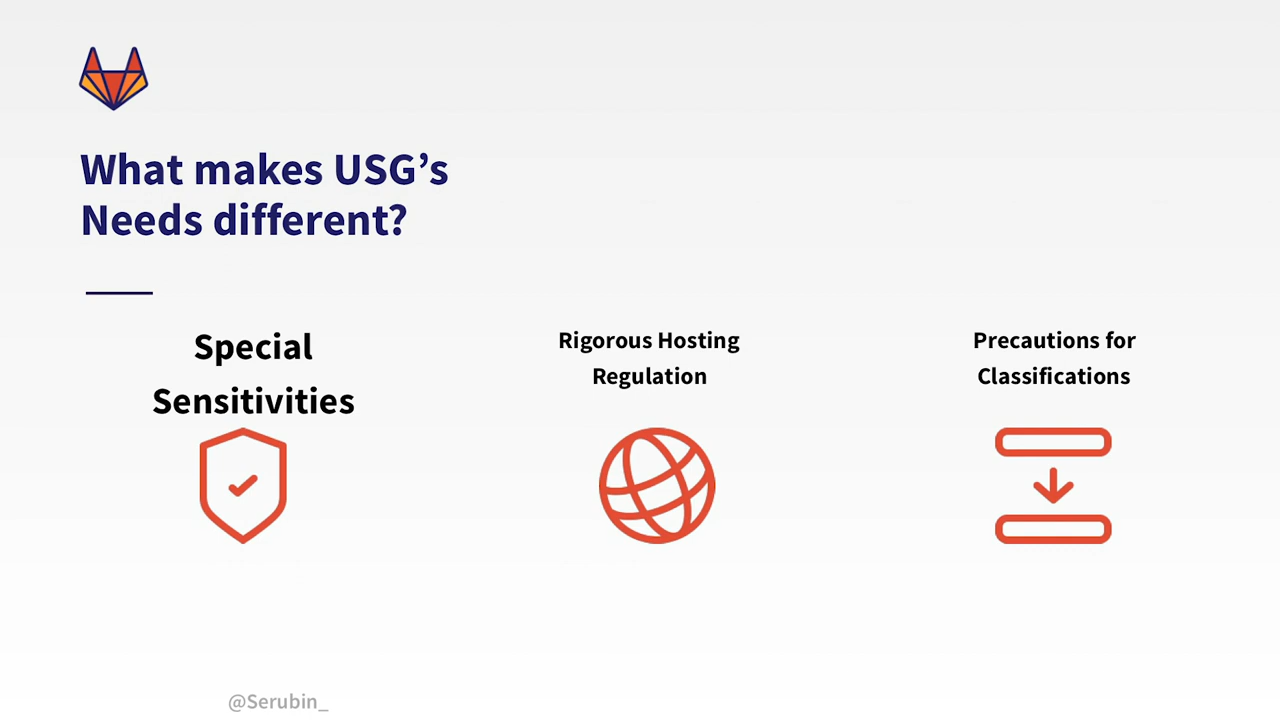 What makes USG’s
Needs different?
Special
Sensitivities
Rigorous Hosting
Regulation
Precautions for
Classifications
@Serubin_